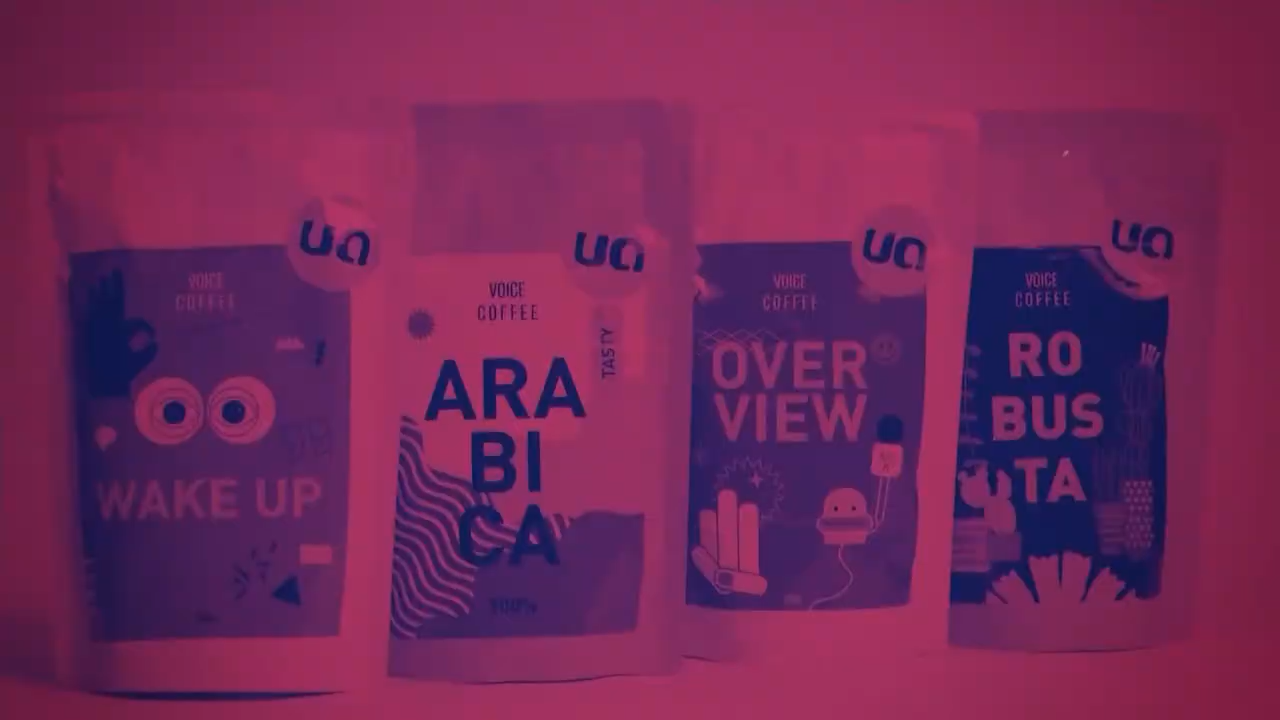 ua
VOICE
COFFEE
WAKE UP
ua
VOICE
COFFEE
TASTY
ARA
BI
CA
100%
ua
VOICE
COFFEE
OVER
VIEW
ua
VOICE
COFFEE
RO
BUS
TA